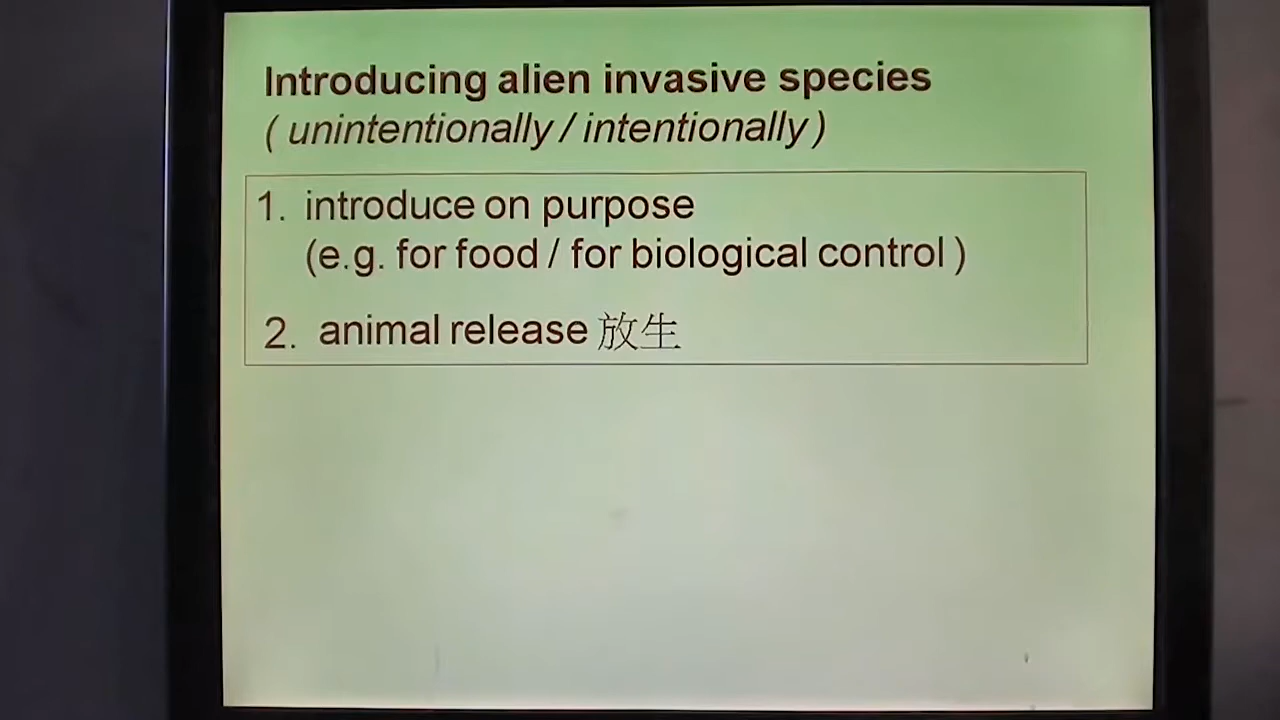 Introducing alien invasive species
( unintentionally / intentionally )
1. introduce on purpose
(e.g. for food / for biological control )
2. animal release 放生